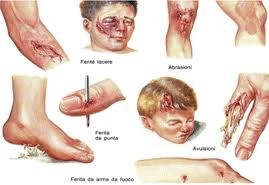 Ferite lacere
Abrasioni
Ferita
da punta
Avulsioni
Ferita da arma da fuoco